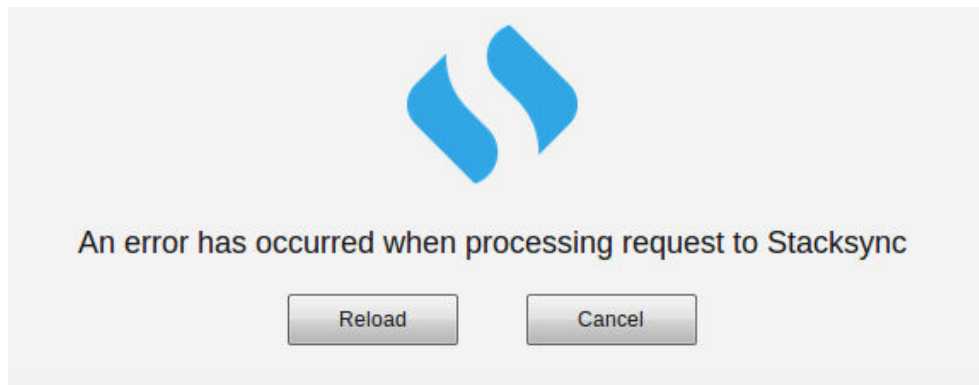 An error has occurred when processing request to Stacksync
Reload
Cancel